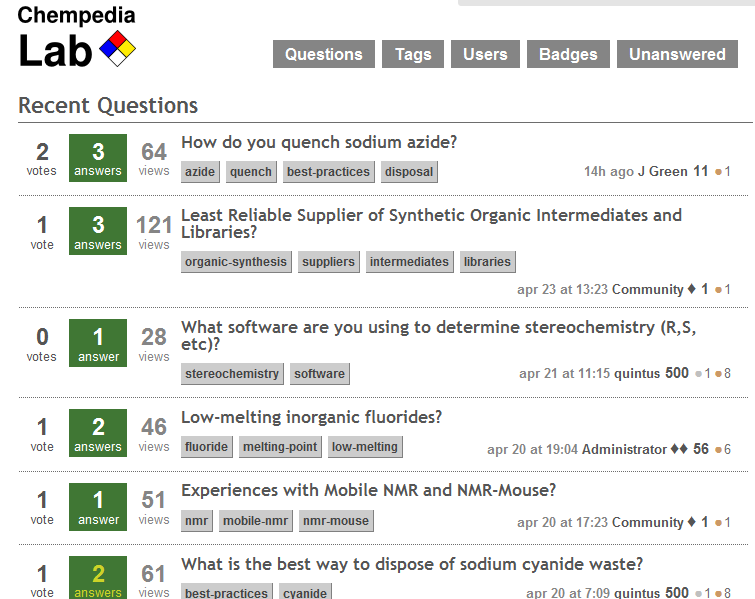 Chempedia
Lab
Questions Tags Users Badges Unanswered
Recent Questions
2 votes 3 answers 64 views
How do you quench sodium azide?
azide quench best-practices disposal
14h ago J Green 11 1
1 vote 3 answers 121 views
Least Reliable Supplier of Synthetic Organic Intermediates and
Libraries?
organic-synthesis suppliers intermediates libraries
apr 23 at 13:23 Community ♦ 1 1
0 votes 1 answer 28 views
What software are you using to determine stereochemistry (R,S,
etc)?
stereochemistry software
apr 21 at 11:15 quintus 500 1 8
1 vote 2 answers 46 views
Low-melting inorganic fluorides?
fluoride melting-point low-melting
apr 20 at 19:04 Administrator ♦♦ 56 6
1 vote 1 answer 51 views
Experiences with Mobile NMR and NMR-Mouse?
nmr mobile-nmr nmr-mouse
apr 20 at 17:23 Community ♦ 1 1
1 vote 2 answers 61 views
What is the best way to dispose of sodium cyanide waste?
best-practices cyanide
apr 20 at 7:09 quintus 500 1 8